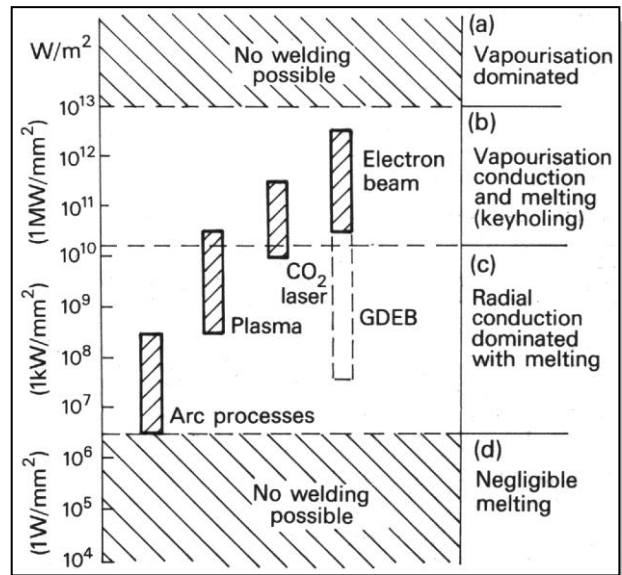 W/m²
10¹³
10¹²
10¹¹
10¹⁰
10⁹
10⁸
10⁷
10⁶
10⁵
10⁴
(1MW/mm²)
(1kW/mm²)
(1W/mm²)
No welding
possible
Electron
beam
CO₂
laser
GDEB
Plasma
Arc processes
No welding
possible
(a)
Vapourisation
dominated
(b)
Vapourisation
conduction
and melting
(keyholing)
(c)
Radial
conduction
dominated
with melting
(d)
Negligible
melting